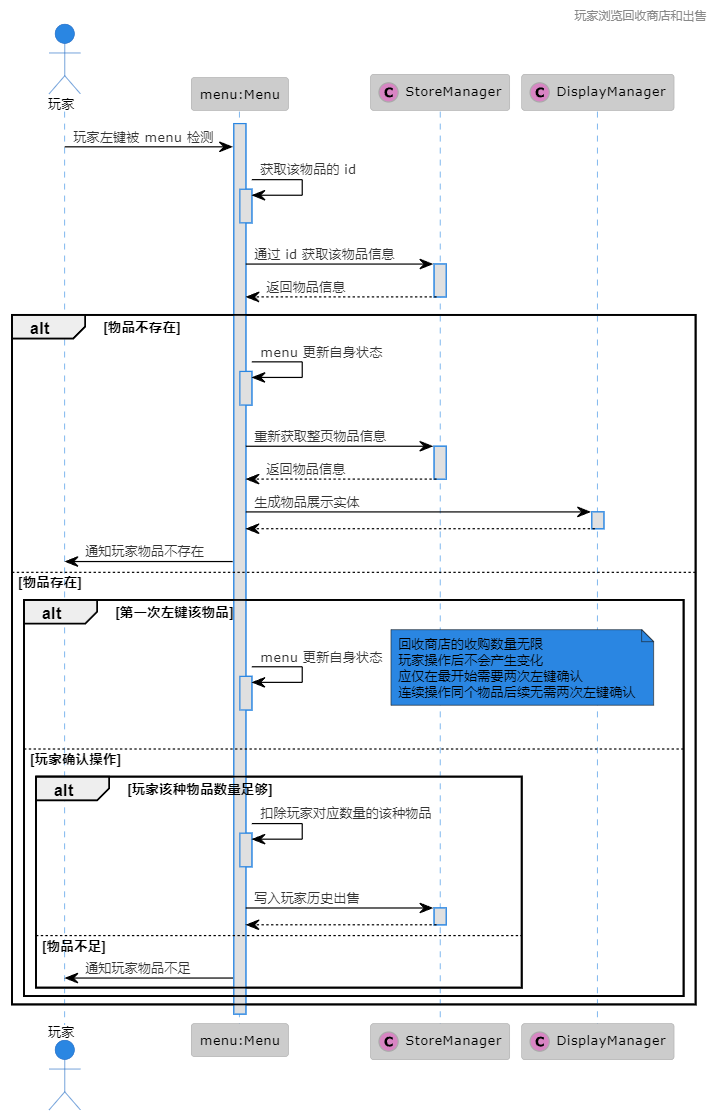 玩家浏览回收商店和出售
玩家
menu:Menu
C StoreManager
C DisplayManager
玩家左键被 menu 检测
获取该物品的 id
通过 id 获取该物品信息
返回物品信息
alt [物品不存在]
menu 更新自身状态
重新获取整页物品信息
返回物品信息
生成物品展示实体
通知玩家物品不存在
[物品存在]
alt [第一次左键该物品]
回收商店的收购数量无限
menu 更新自身状态
玩家操作后不会产生变化
应仅在最开始需要两次左键确认
连续操作同个物品后续无需两次左键确认
[玩家确认操作]
alt [玩家该种物品数量足够]
扣除玩家对应数量的该种物品
写入玩家历史出售
[物品不足]
通知玩家物品不足
玩家
menu:Menu
C StoreManager
C DisplayManager